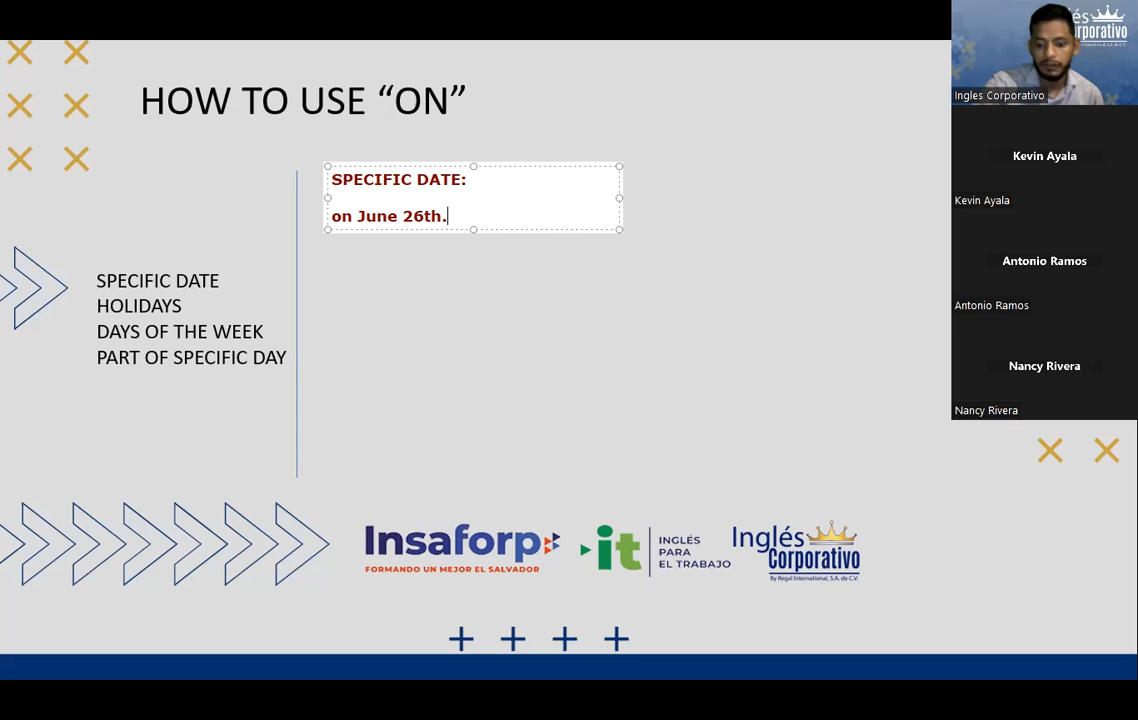 HOW TO USE “ON”
SPECIFIC DATE:
on June 26th.
SPECIFIC DATE
HOLIDAYS
DAYS OF THE WEEK
PART OF SPECIFIC DAY
Insaforp
FORMANDO UN MEJOR EL SALVADOR
it
INGLÉS
PARA
EL TRABAJO
Inglés
Corporativo
By Regal International, S.A. de C.V.
és
rporativo
Ingles Corporativo
Kevin Ayala
Kevin Ayala
Antonio Ramos
Antonio Ramos
Nancy Rivera
Nancy Rivera